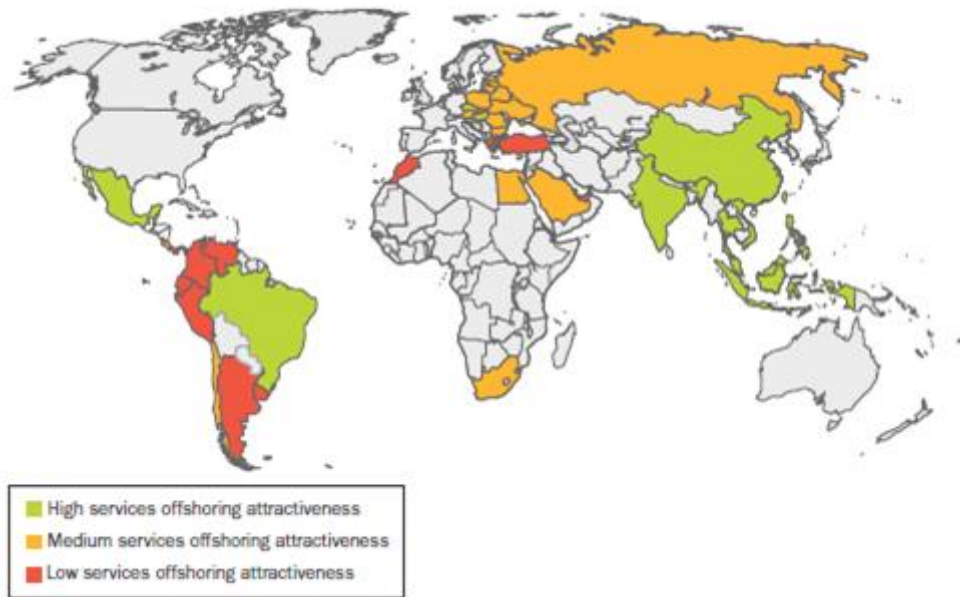 High services offshoring attractiveness
Medium services offshoring attractiveness
Low services offshoring attractiveness